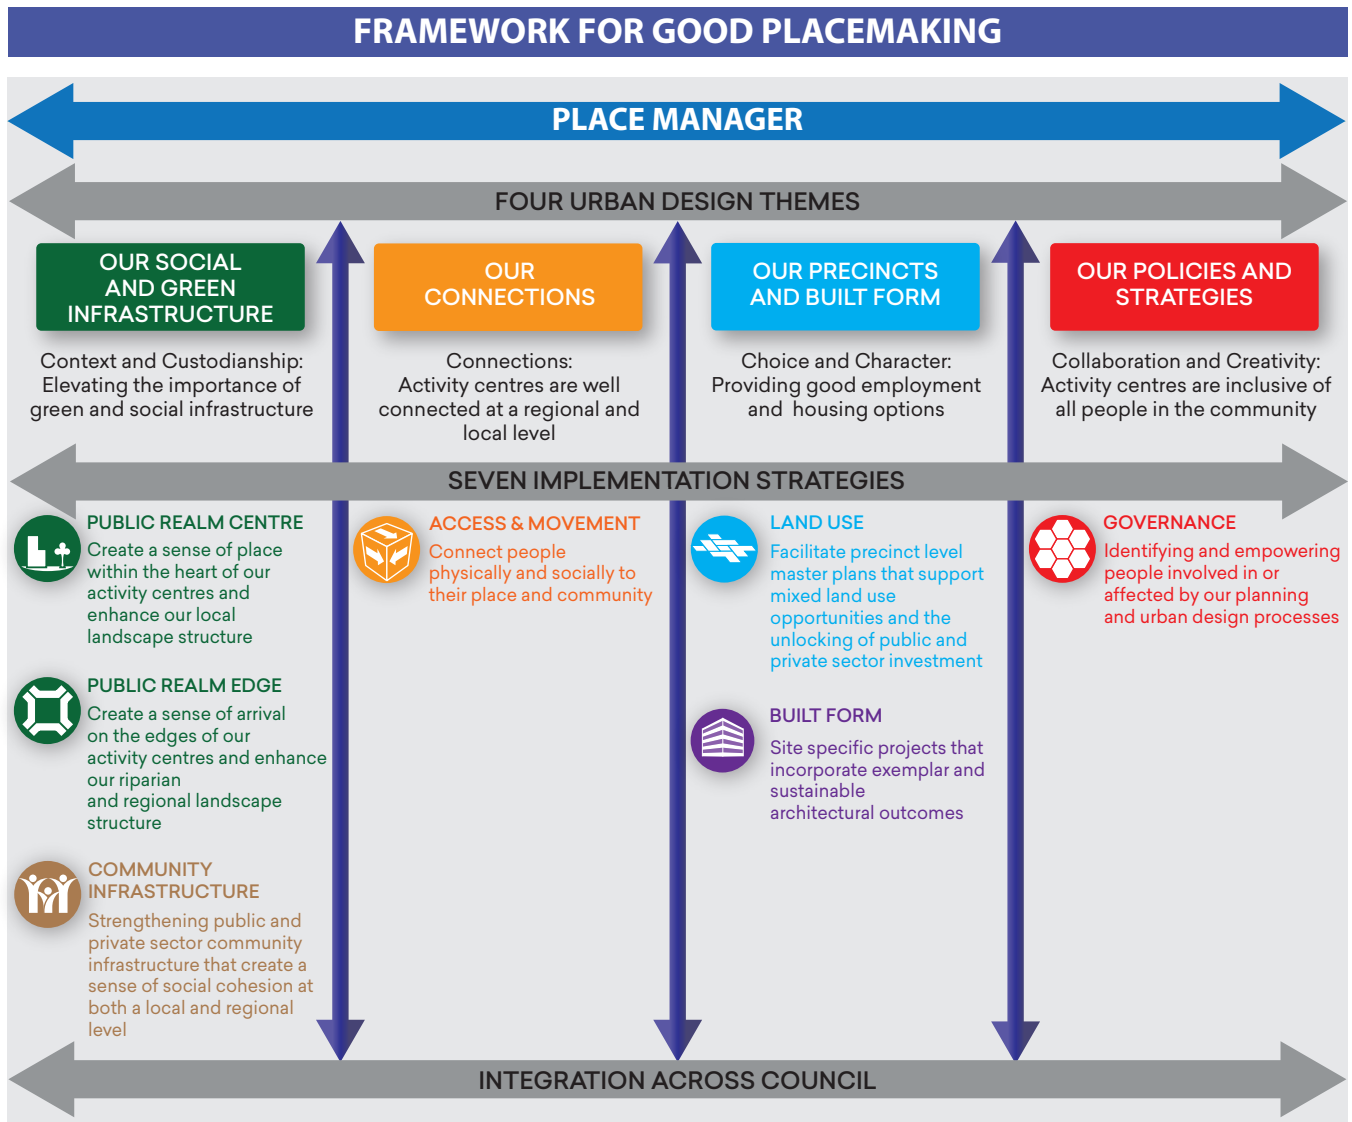 FRAMEWORK FOR GOOD PLACEMAKING
PLACE MANAGER
FOUR URBAN DESIGN THEMES
OUR SOCIAL
AND GREEN
INFRASTRUCTURE
Context and Custodianship:
Elevating the importance of
green and social infrastructure
OUR
CONNECTIONS
Connections:
Activity centres are well
connected at a regional and
local level
OUR PRECINCTS
AND BUILT FORM
Choice and Character:
Providing good employment
and housing options
OUR POLICIES AND
STRATEGIES
Collaboration and Creativity:
Activity centres are inclusive of
all people in the community
SEVEN IMPLEMENTATION STRATEGIES
PUBLIC REALM CENTRE
Create a sense of place
within the heart of our
activity centres and
enhance our local
landscape structure
PUBLIC REALM EDGE
Create a sense of arrival
on the edges of our
activity centres and enhance
our riparian
and regional landscape
structure
COMMUNITY
INFRASTRUCTURE
Strengthening public and
private sector community
infrastructure that create a
sense of social cohesion at
both a local and regional
level
ACCESS & MOVEMENT
Connect people
physically and socially to
their place and community
LAND USE
Facilitate precinct level
master plans that support
mixed land use
opportunities and the
unlocking of public and
private sector investment
BUILT FORM
Site specific projects that
incorporate exemplar and
sustainable
architectural outcomes
GOVERNANCE
Identifying and empowering
people involved in or
affected by our planning
and urban design processes
INTEGRATION ACROSS COUNCIL